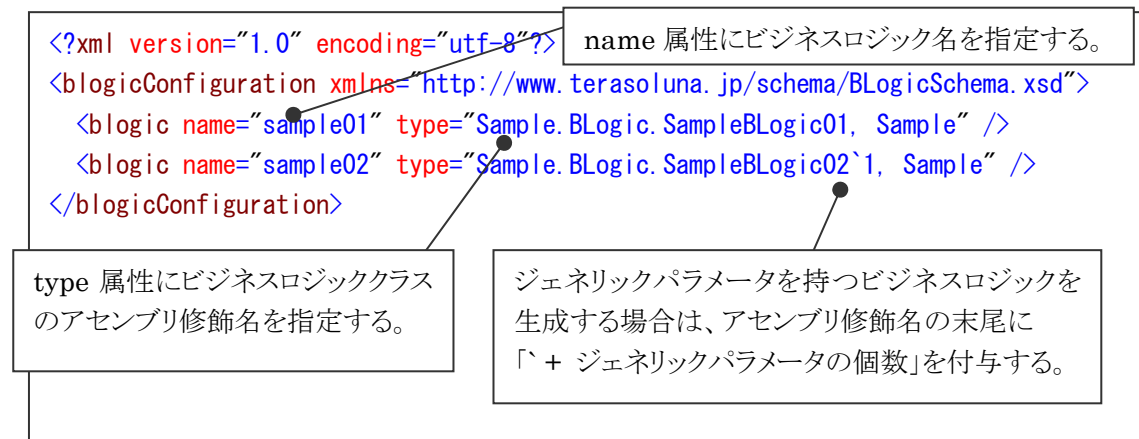 <?xml version="1.0" encoding="utf-8"?>
name 属性にビジネスロジック名を指定する。
<blogicConfiguration xmlns="http://www.terasoluna.jp/schema/BLogicSchema.xsd">
<blogic name="sample01" type="Sample.BLogic.SampleBLogic01, Sample" />
<blogic name="sample02" type="Sample.BLogic.SampleBLogic02`1, Sample" />
</blogicConfiguration>
type 属性にビジネスロジッククラス
のアセンブリ修飾名を指定する。
ジェネリックパラメータを持つビジネスロジックを
生成する場合は、アセンブリ修飾名の末尾に
「`+ ジェネリックパラメータの個数」を付与する。